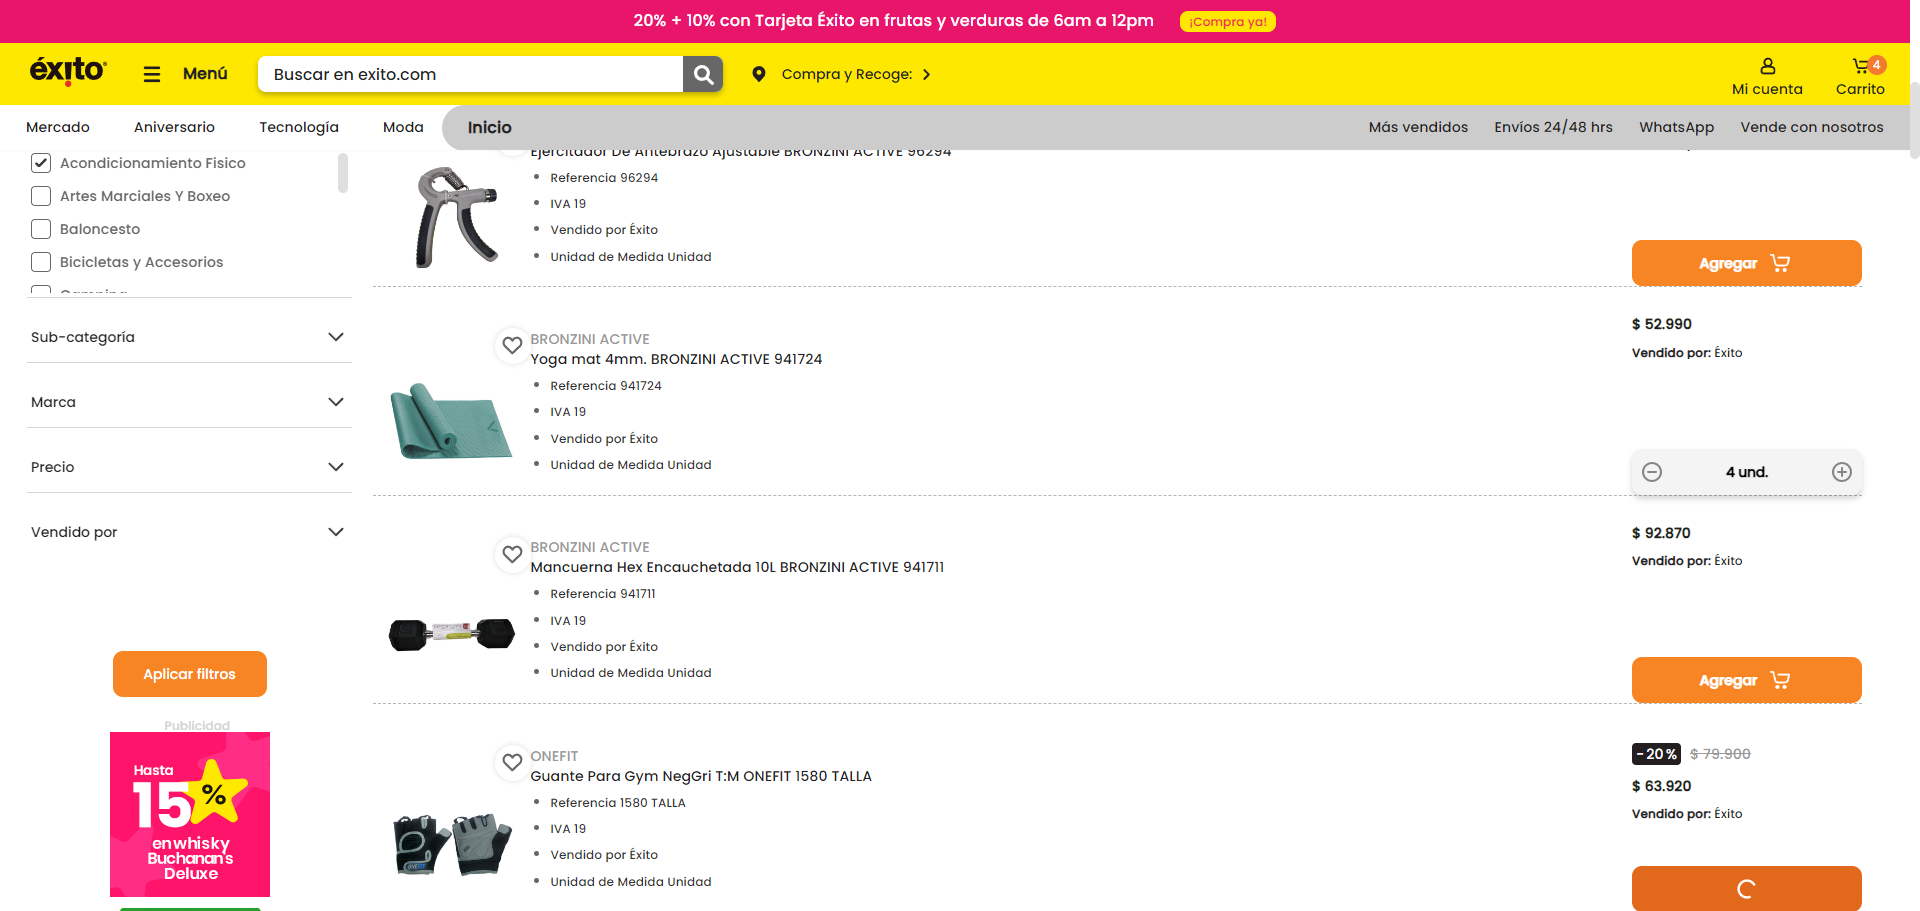 20% + 10% con Tarjeta Éxito en frutas y verduras de 6am a 12pm
¡Compra ya!
éxito
Menú
Buscar en exito.com
Compra y Recoge:
Mi cuenta
4
Carrito
Mercado
Aniversario
Tecnología
Moda
Inicio
Más vendidos
Envíos 24/48 hrs
WhatsApp
Vende con nosotros
Acondicionamiento Fisico
Artes Marciales Y Boxeo
Baloncesto
Bicicletas y Accesorios
Camping
Sub-categoría
Marca
Precio
Vendido por
Aplicar filtros
Publicidad
Hasta
15%
en whisky
Buchanan's
Deluxe
Ejercitador De Antebrazo Ajustable BRONZINI ACTIVE 96294
Referencia 96294
IVA 19
Vendido por Éxito
Unidad de Medida Unidad
Agregar
BRONZINI ACTIVE
Yoga mat 4mm. BRONZINI ACTIVE 941724
Referencia 941724
IVA 19
Vendido por Éxito
Unidad de Medida Unidad
$ 52.990
Vendido por: Éxito
4 und.
BRONZINI ACTIVE
Mancuerna Hex Encauchetada 10L BRONZINI ACTIVE 941711
Referencia 941711
IVA 19
Vendido por Éxito
Unidad de Medida Unidad
$ 92.870
Vendido por: Éxito
Agregar
ONEFIT
Guante Para Gym NegGri T:M ONEFIT 1580 TALLA
Referencia 1580 TALLA
IVA 19
Vendido por Éxito
Unidad de Medida Unidad
-20% $ 79.900
$ 63.920
Vendido por: Éxito